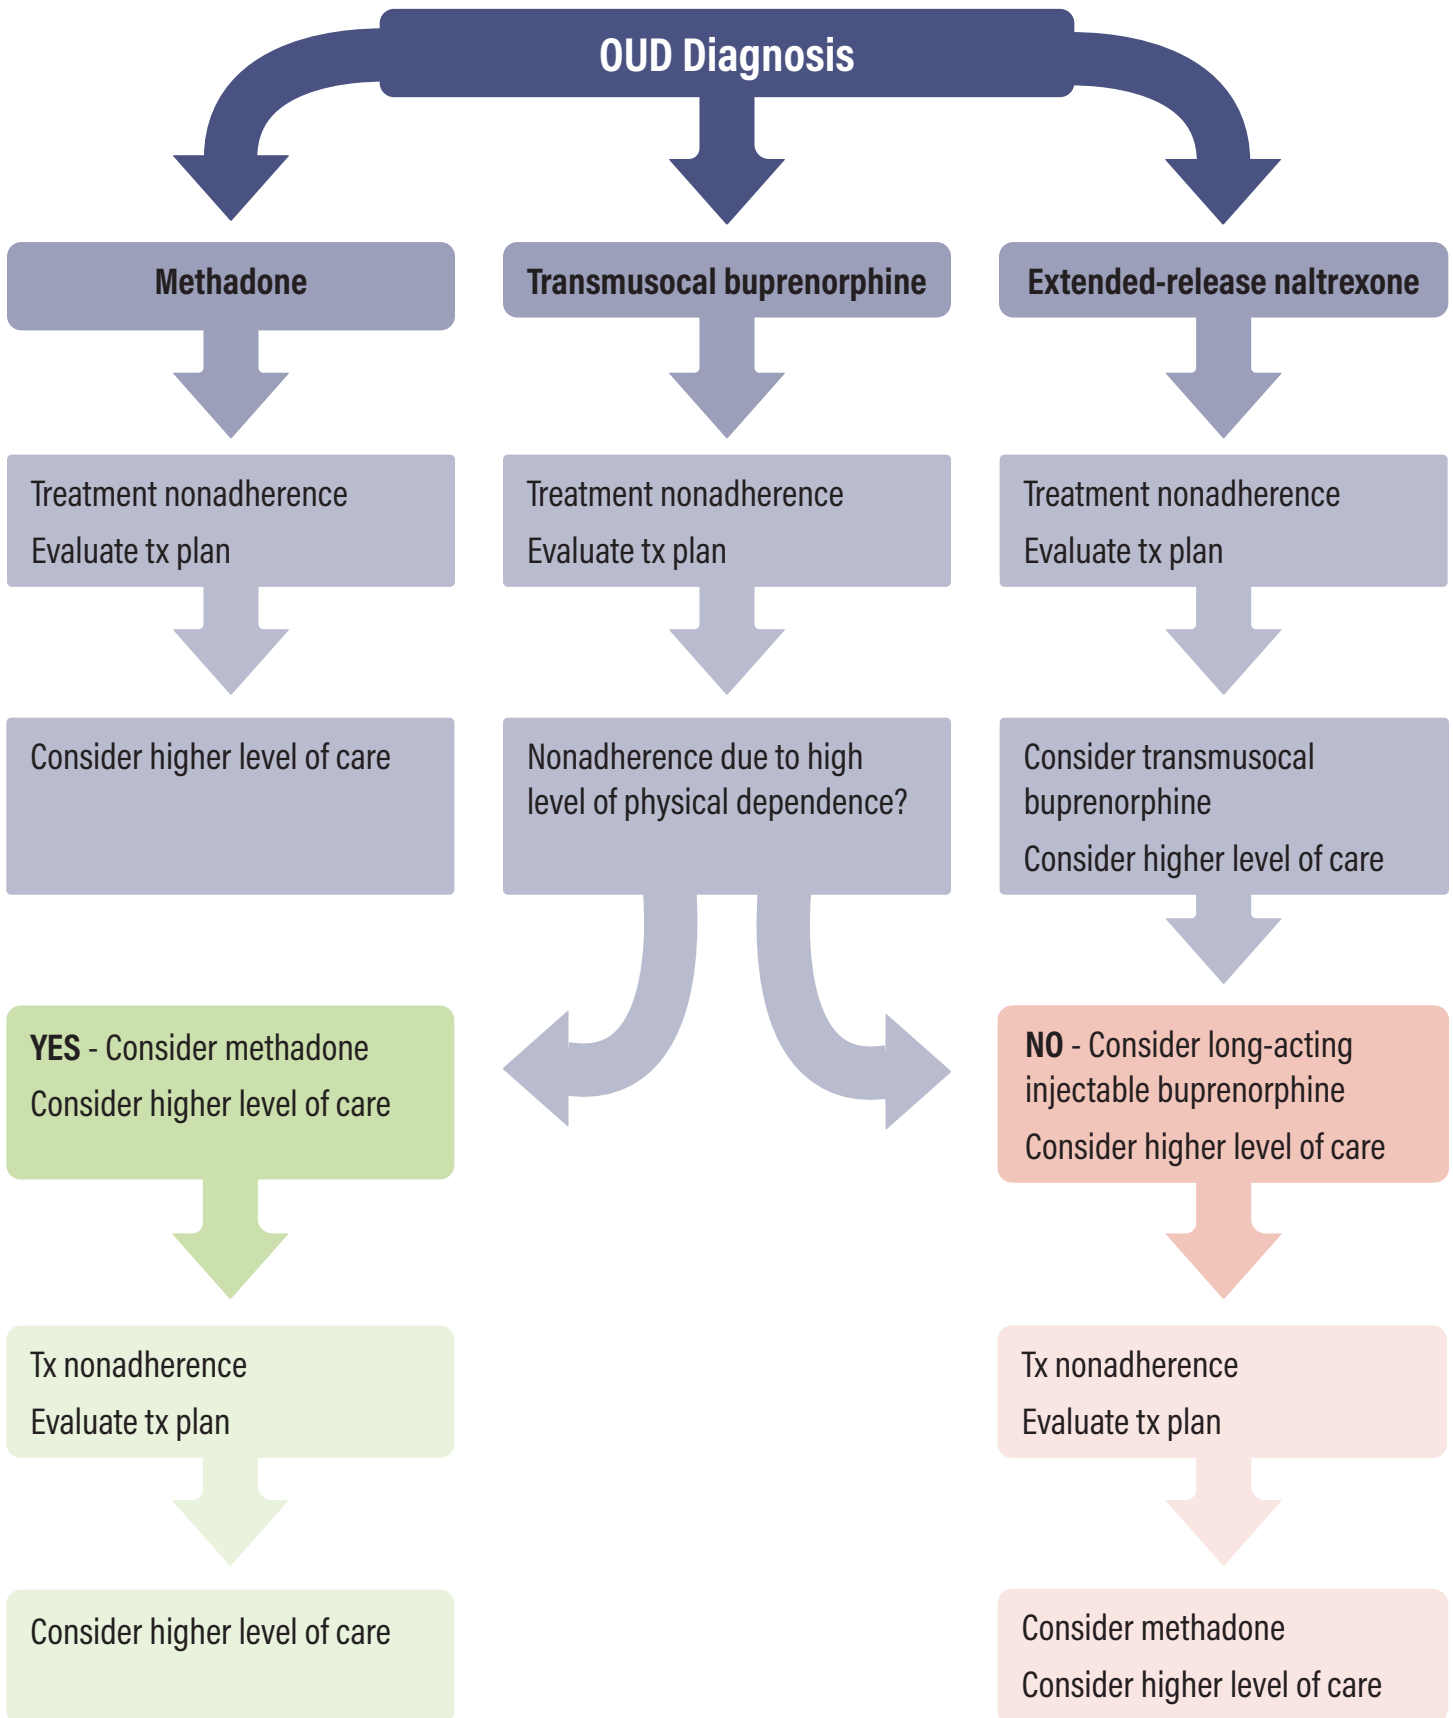 OUD Diagnosis
Methadone
Transmusocal buprenorphine
Extended-release naltrexone
Treatment nonadherence
Evaluate tx plan
Treatment nonadherence
Evaluate tx plan
Treatment nonadherence
Evaluate tx plan
Consider higher level of care
Nonadherence due to high
level of physical dependence?
Consider transmusocal
buprenorphine
Consider higher level of care
YES - Consider methadone
Consider higher level of care
NO - Consider long-acting
injectable buprenorphine
Consider higher level of care
Tx nonadherence
Evaluate tx plan
Tx nonadherence
Evaluate tx plan
Consider higher level of care
Consider methadone
Consider higher level of care